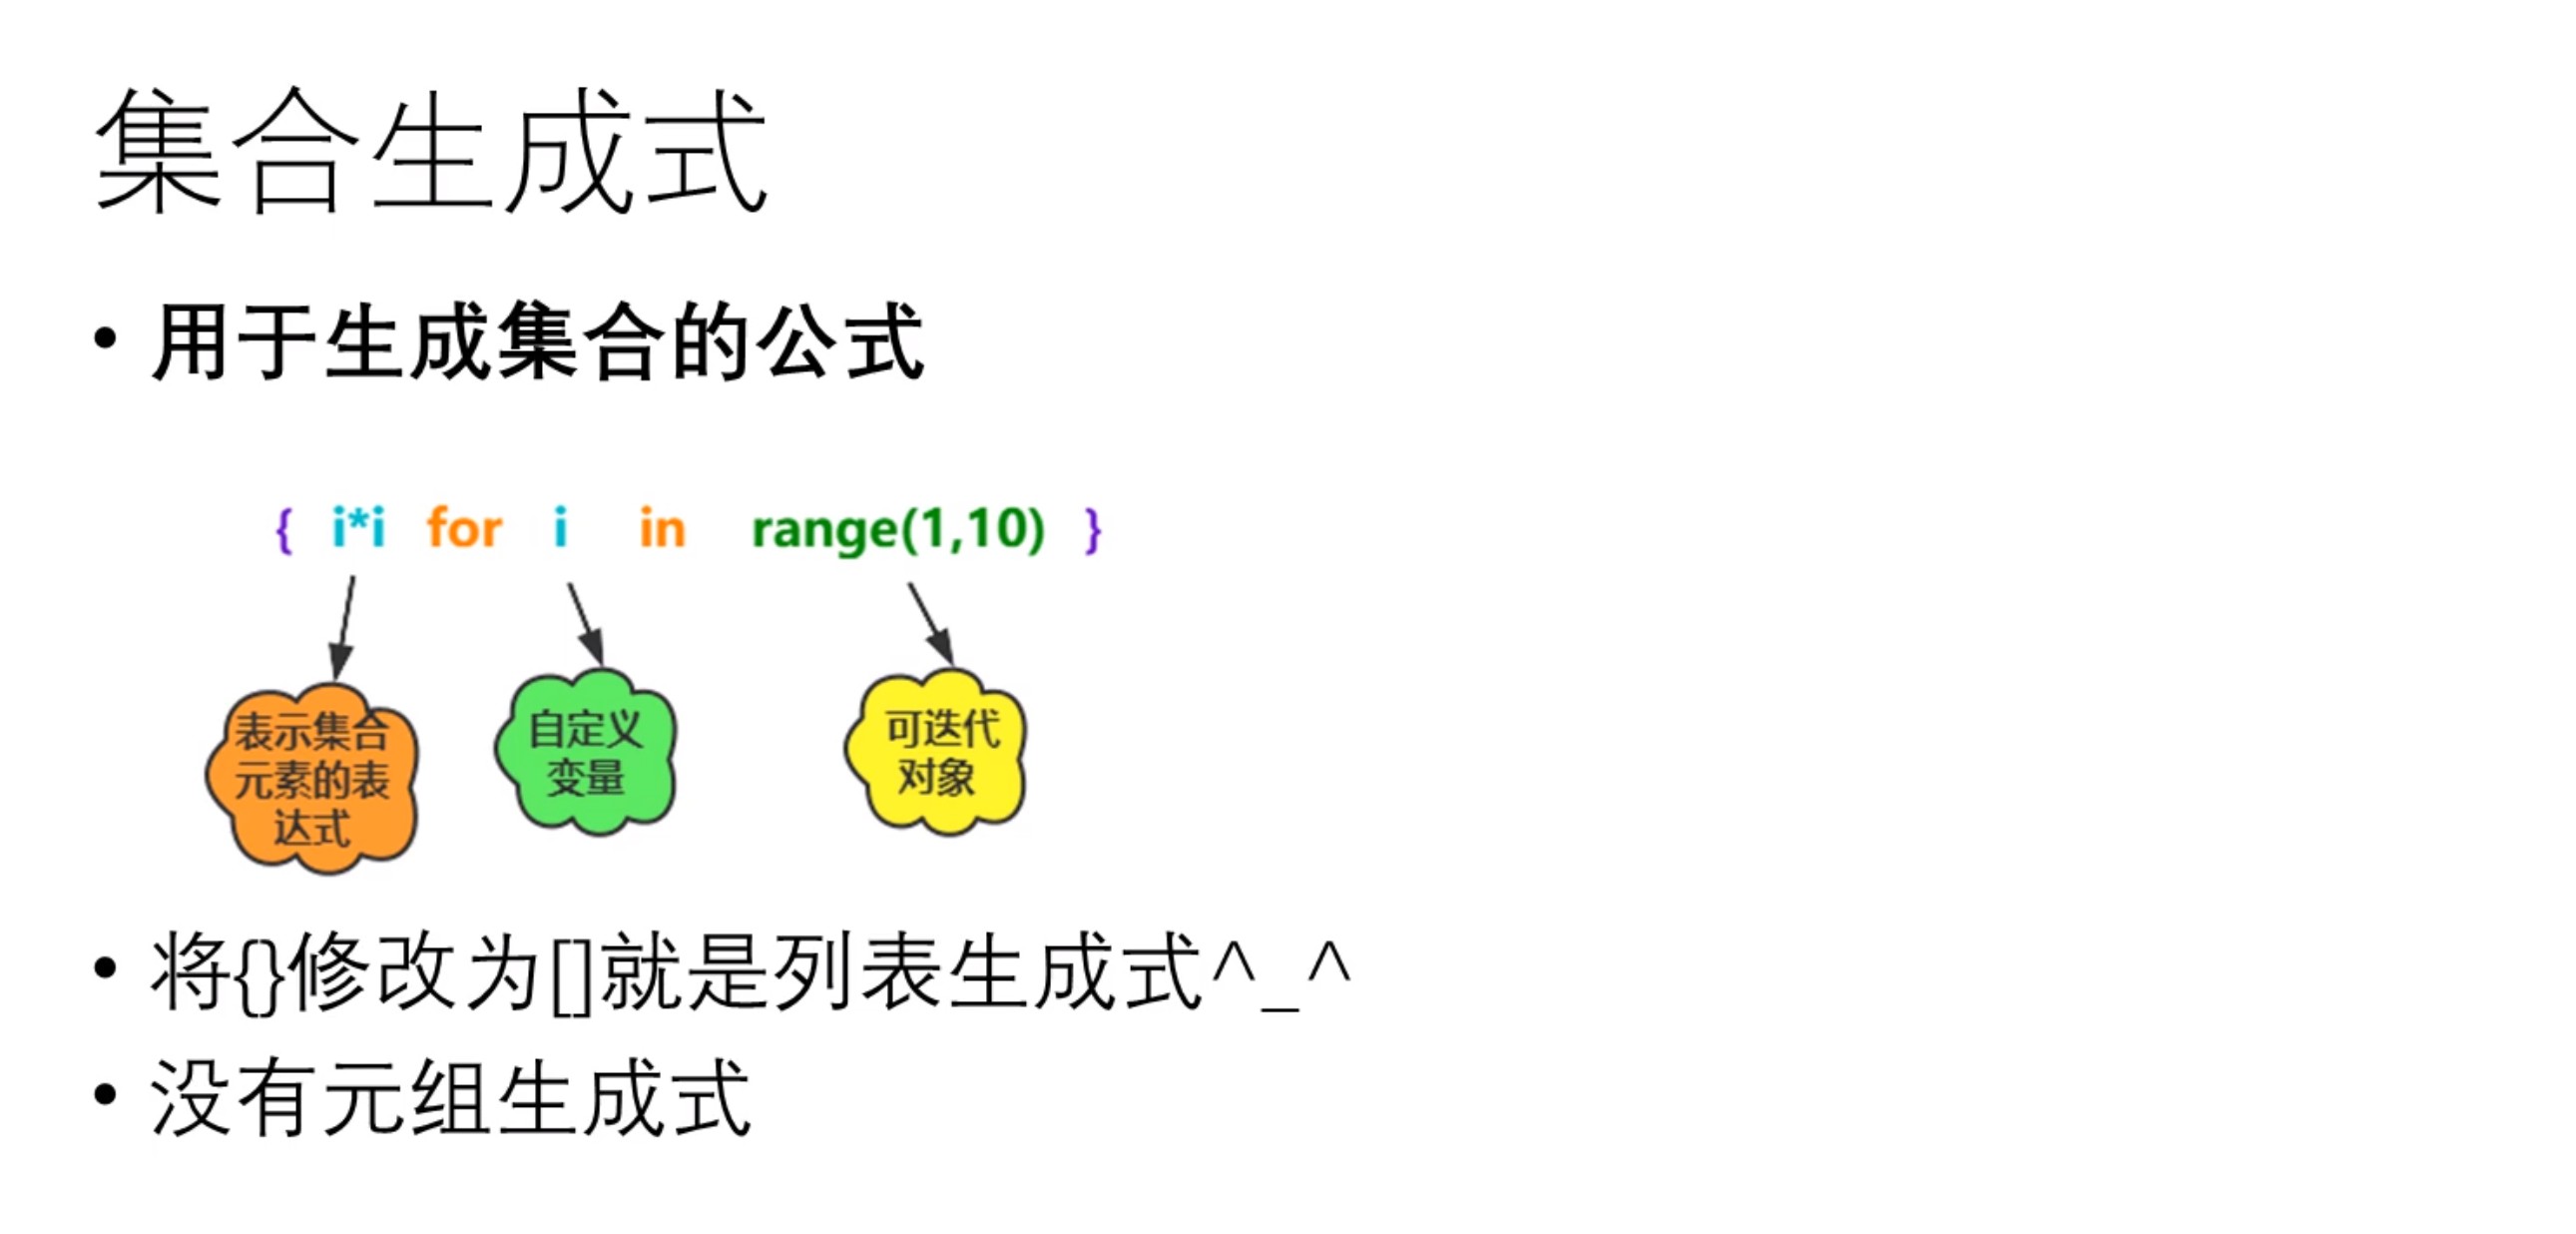 集合生成式
• 用于生成集合的公式
{ i*i for i in range(1,10) }
表示集合
元素的表
达式
自定义
变量
可迭代
对象
• 将{}修改为[]就是列表生成式^_^
• 没有元组生成式